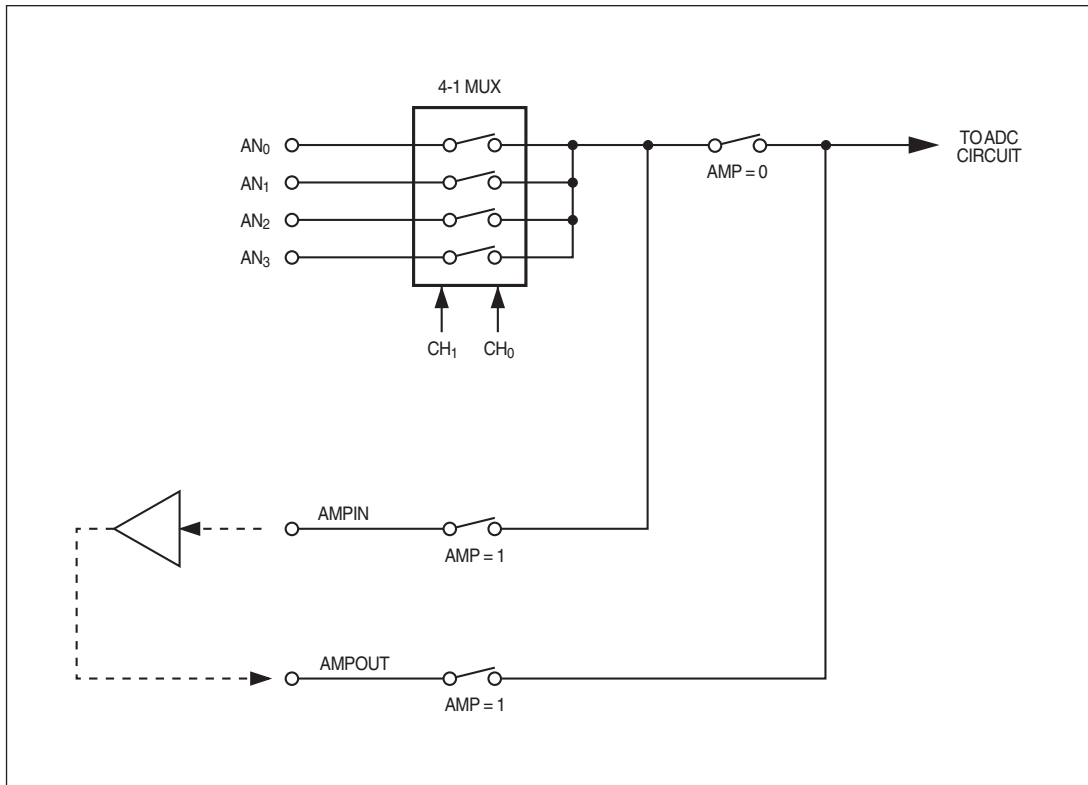 4-1 MUX
AN₀
AN₁
AN₂
AN₃
CH₁
CH₀
AMP = 0
TO ADC
CIRCUIT
AMPIN
AMP = 1
AMPOUT
AMP = 1